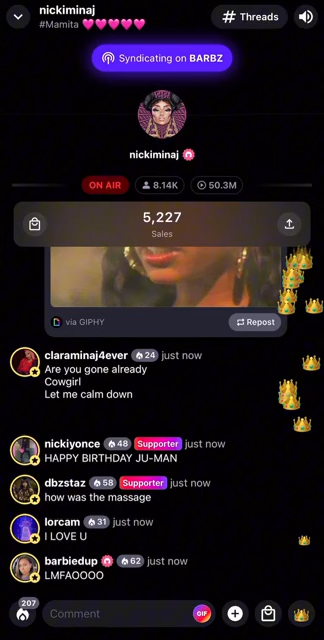 nickiminaj
#Mamita 💖💖💖💖💖
# Threads
Syndicating on BARBZ
nickiminaj
ON AIR
8.14K
50.3M
5,227
Sales
via GIPHY
Repost
claraminaj4ever 24 just now
Are you gone already
Cowgirl
Let me calm down
nickiyonce 48 Supporter just now
HAPPY BIRTHDAY JU-MAN
dbzstaz 58 Supporter just now
how was the massage
lorcam 31 just now
I LOVE U
barbiedup 62 just now
LMFAOOOO
207
Comment
GIF